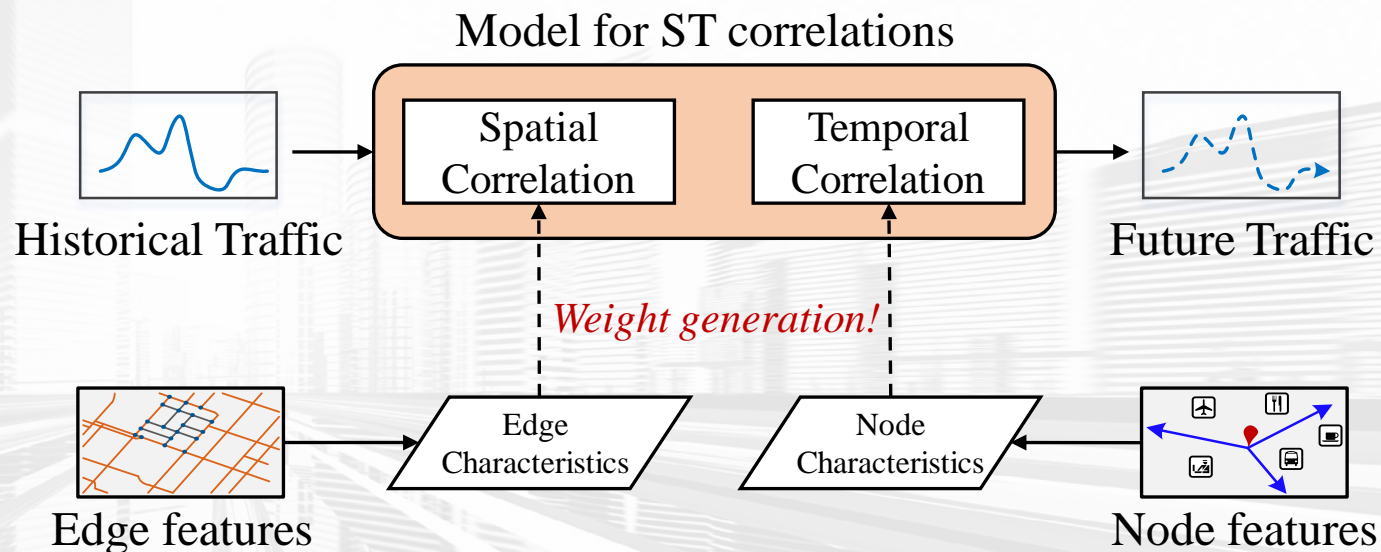 Model for ST correlations
Spatial
Correlation
Temporal
Correlation
Historical Traffic
Future Traffic
Weight generation!
Edge
Characteristics
Node
Characteristics
Edge features
Node features